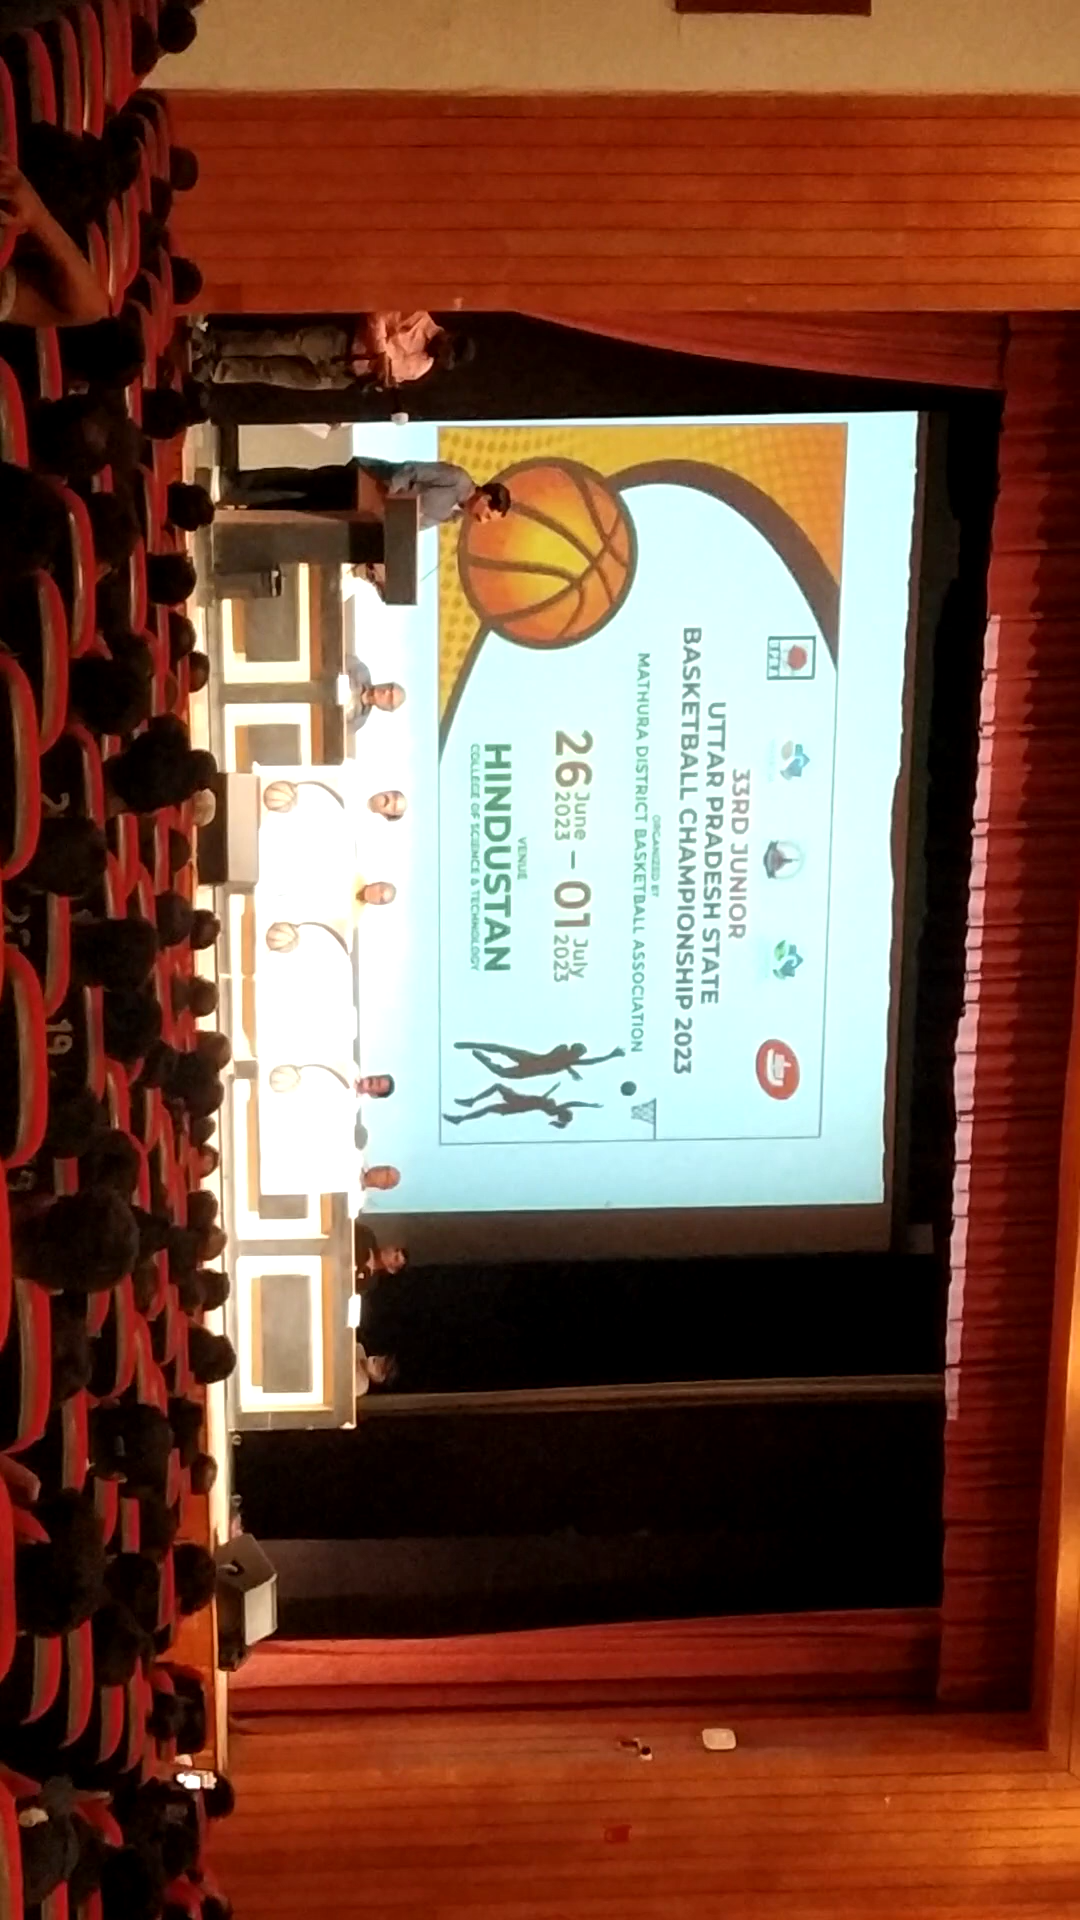 33RD JUNIOR
UTTAR PRADESH STATE
BASKETBALL CHAMPIONSHIP 2023
ORGANIZED BY
MATHURA DISTRICT BASKETBALL ASSOCIATION
26 June 2023 – 01 July 2023
VENUE
HINDUSTAN
COLLEGE OF SCIENCE & TECHNOLOGY
19